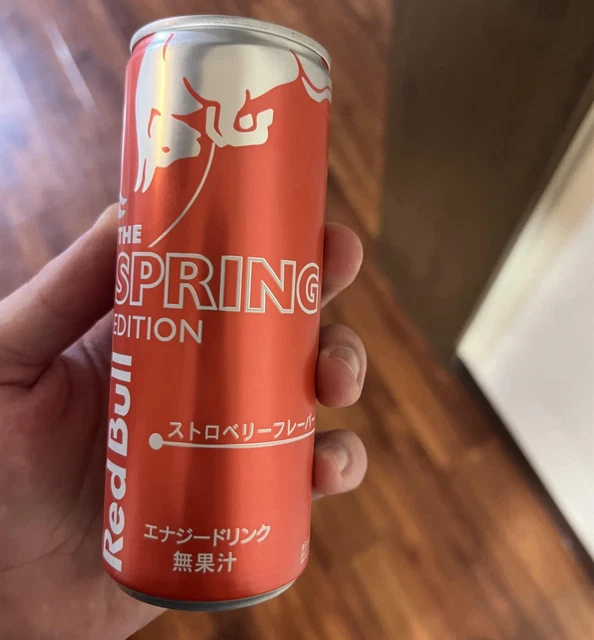 THE
SPRING
EDITION
Red Bull
ストロベリーフレーバー
エナジードリンク
無果汁